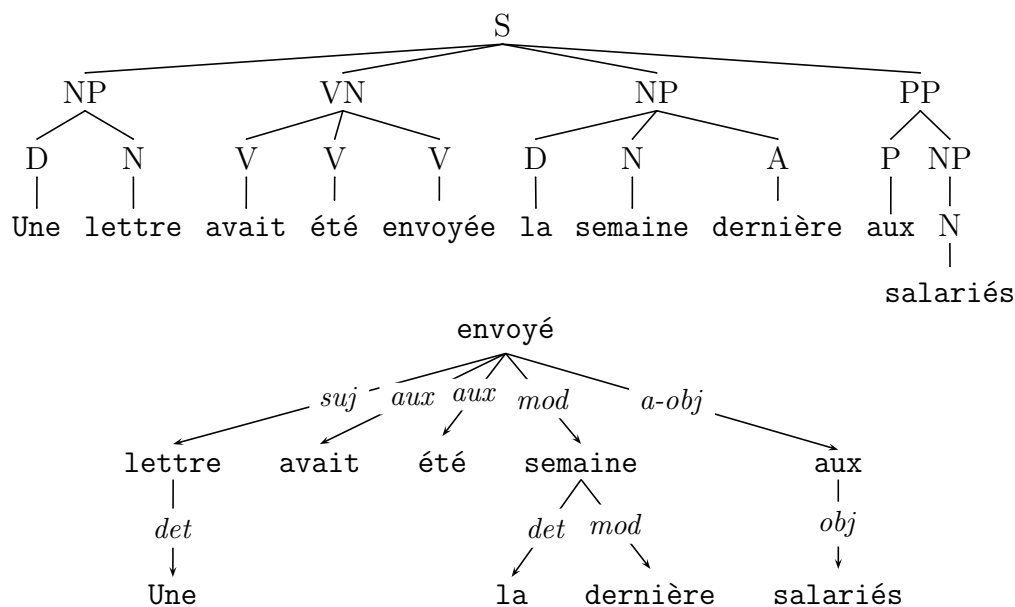 S
NP VN NP PP
D N V V V D N A P NP
Une lettre avait été envoyée la semaine dernière aux N
salariés
envoyé
suj aux aux mod a-obj
lettre avait été semaine aux
det det mod obj
Une la dernière salariés